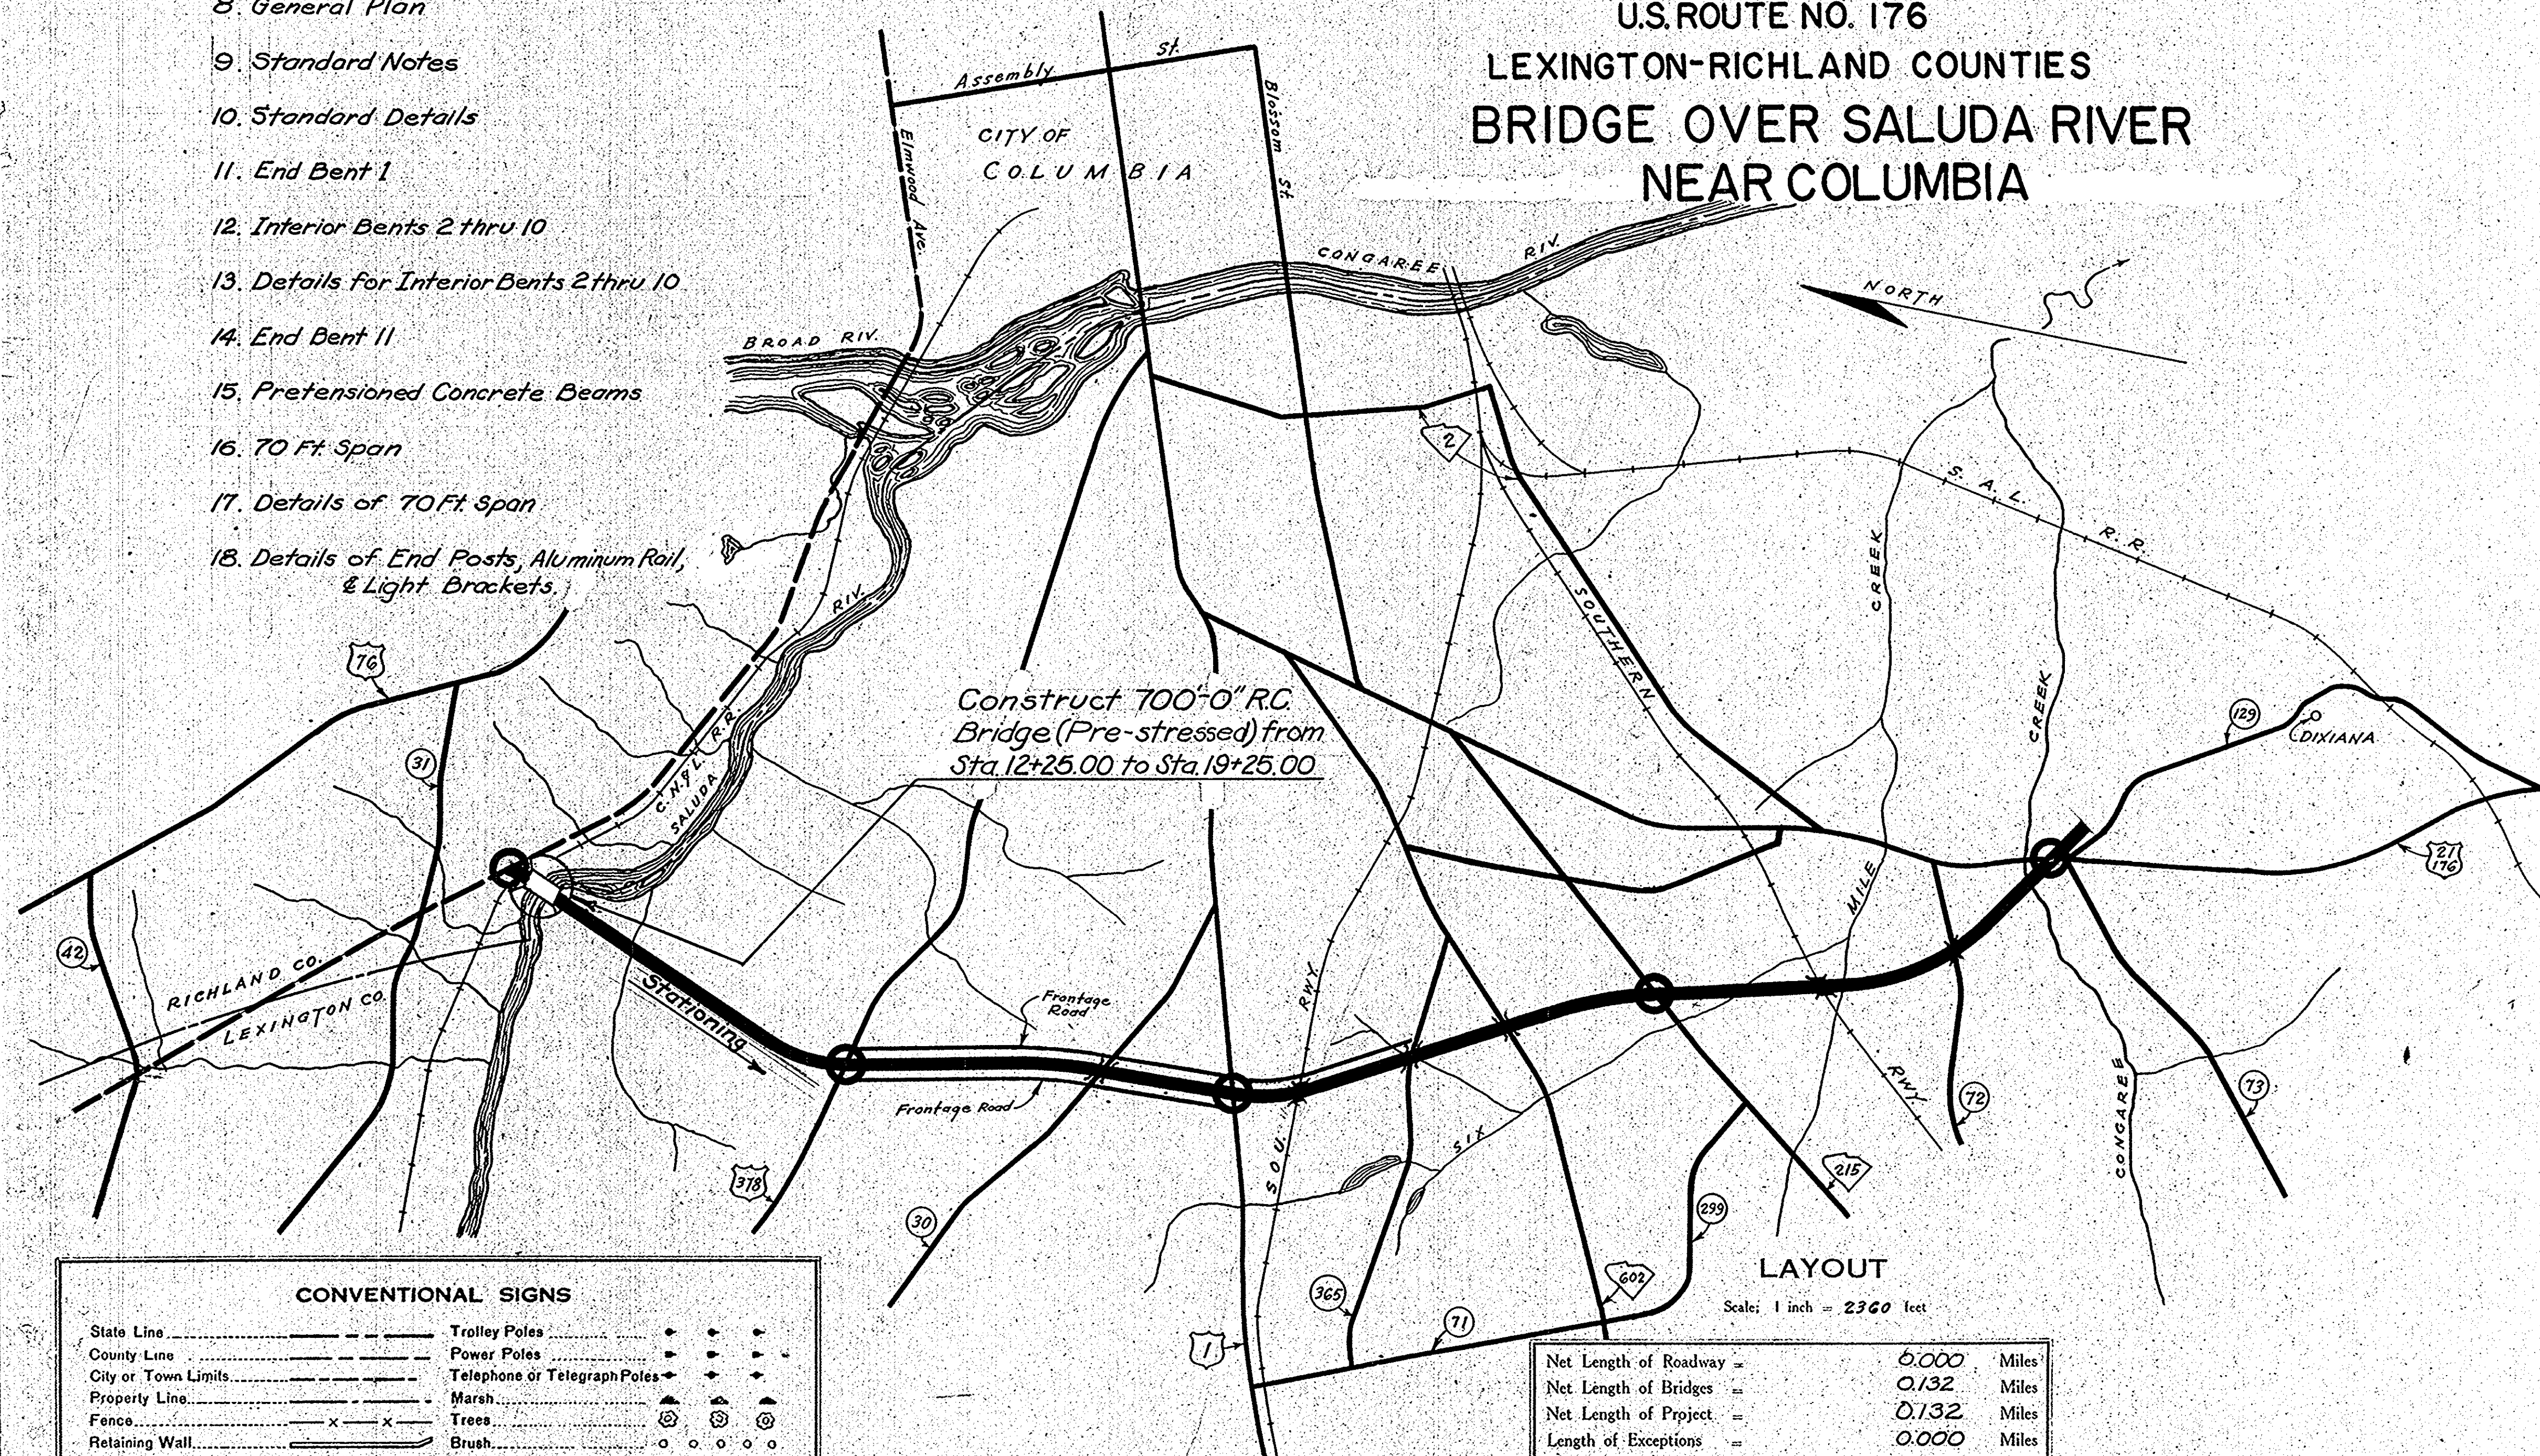 8. General Plan
9. Standard Notes
10. Standard Details
11. End Bent 1
12. Interior Bents 2 thru 10
13. Details for Interior Bents 2 thru 10
14. End Bent 11
15. Pretensioned Concrete Beams
16. 70 Ft. Span
17. Details of 70 Ft. Span
18. Details of End Posts, Aluminum Rail,
& Light Brackets.
U.S. ROUTE NO. 176
LEXINGTON-RICHLAND COUNTIES
BRIDGE OVER SALUDA RIVER
NEAR COLUMBIA
Assembly St.
Elmwood Ave.
Blossom St.
CITY OF
COLUMBIA
BROAD RIV.
CONGAREE RIV.
NORTH
2
S. A. L. R. R.
SOUTHERN RWY.
CREEK
CREEK
SALUDA RIV.
C. N. & L. R. R.
76
31
42
RICHLAND CO.
LEXINGTON CO.
Construct 700'-0" R.C.
Bridge (Pre-stressed) from
Sta. 12+25.00 to Sta. 19+25.00
129
DIXIANA
21
176
Stationing
Frontage
Road
Frontage Road
SOU. RWY.
SIX MILE
CONGAREE
72
73
378
30
215
299
602
365
71
1
LAYOUT
Scale; 1 inch = 2360 feet
CONVENTIONAL SIGNS
State Line
County Line
City or Town Limits
Property Line
Fence
Retaining Wall
Trolley Poles
Power Poles
Telephone or Telegraph Poles
Marsh
Trees
Brush
Net Length of Roadway = 0.000 Miles
Net Length of Bridges = 0.132 Miles
Net Length of Project = 0.132 Miles
Length of Exceptions = 0.000 Miles